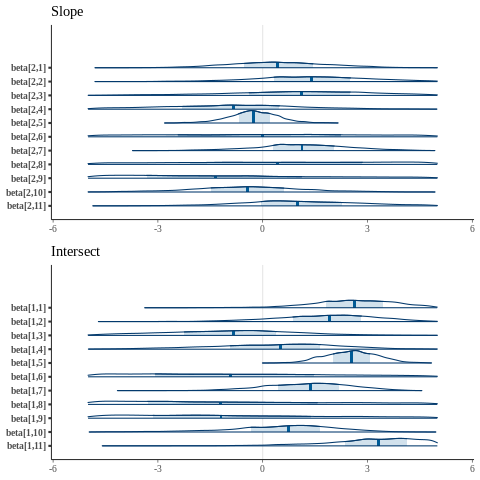 Slope
beta[2,1]
beta[2,2]
beta[2,3]
beta[2,4]
beta[2,5]
beta[2,6]
beta[2,7]
beta[2,8]
beta[2,9]
beta[2,10]
beta[2,11]
-6 -3 0 3 6
Intersect
beta[1,1]
beta[1,2]
beta[1,3]
beta[1,4]
beta[1,5]
beta[1,6]
beta[1,7]
beta[1,8]
beta[1,9]
beta[1,10]
beta[1,11]
-6 -3 0 3 6